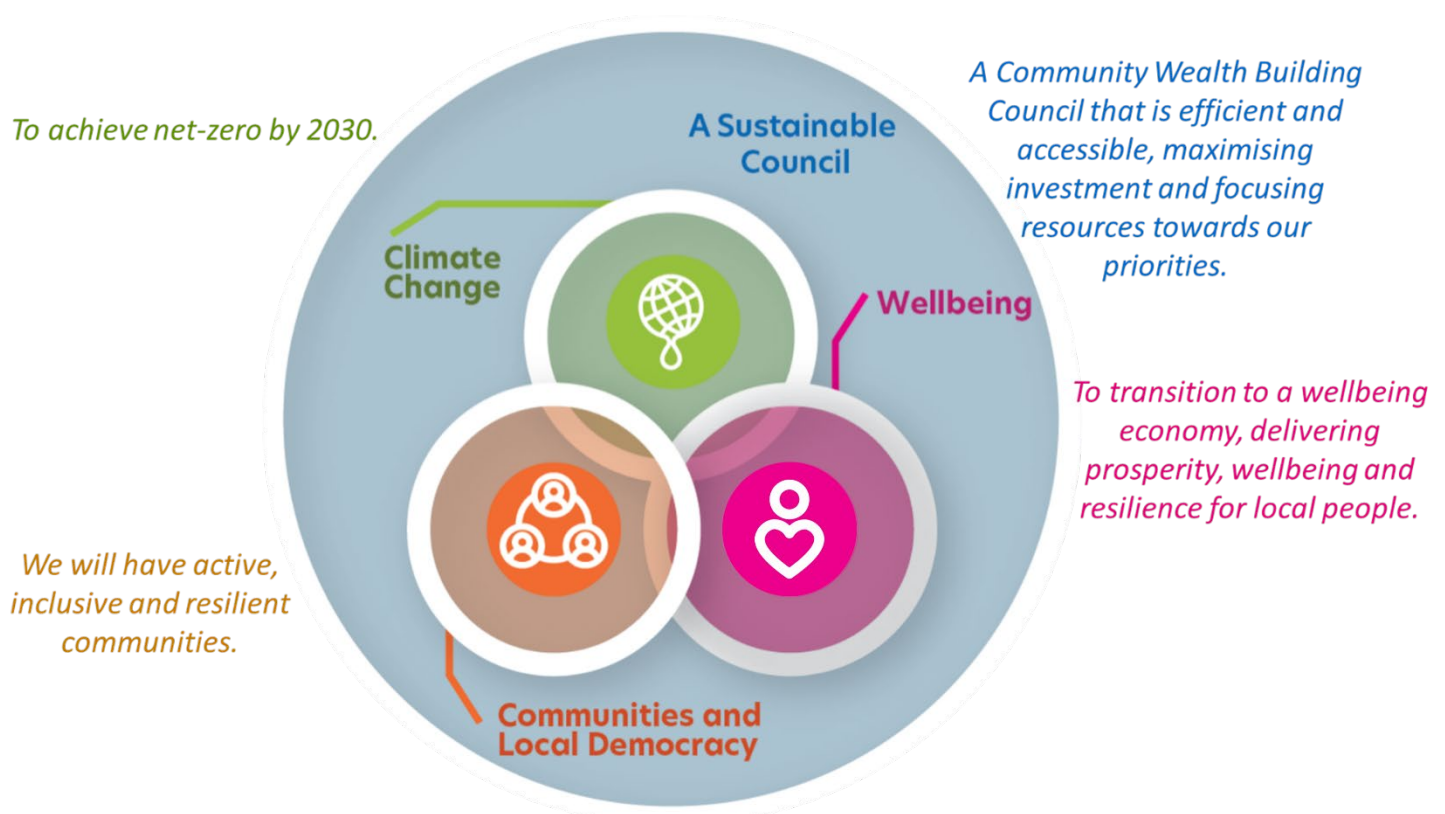 To achieve net-zero by 2030.
A Sustainable
Council
A Community Wealth Building
Council that is efficient and
accessible, maximising
investment and focusing
resources towards our
priorities.
Climate
Change
Wellbeing
To transition to a wellbeing
economy, delivering
prosperity, wellbeing and
resilience for local people.
We will have active,
inclusive and resilient
communities.
Communities and
Local Democracy